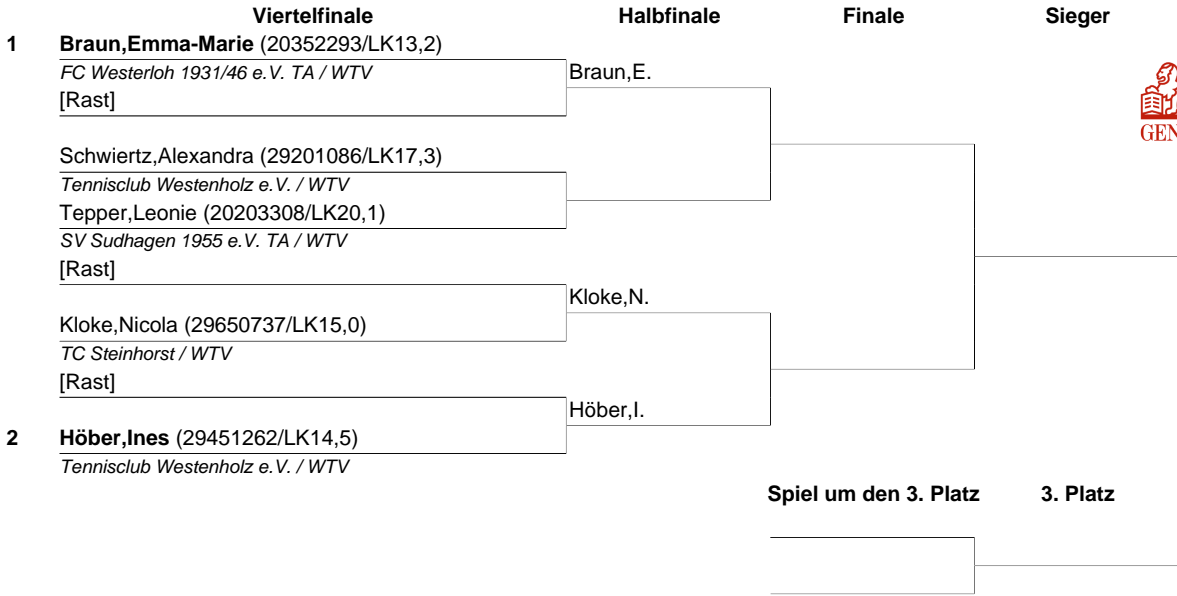 Viertelfinale Halbfinale Finale Sieger
1 Braun,Emma-Marie (20352293/LK13,2)
FC Westerloh 1931/46 e.V. TA / WTV
Braun,E.
[Rast]
Schwiertz,Alexandra (29201086/LK17,3)
Tennisclub Westenholz e.V. / WTV
Tepper,Leonie (20203308/LK20,1)
SV Sudhagen 1955 e.V. TA / WTV
[Rast]
Kloke,N.
Kloke,Nicola (29650737/LK15,0)
TC Steinhorst / WTV
[Rast]
Höber,I.
2 Höber,Ines (29451262/LK14,5)
Tennisclub Westenholz e.V. / WTV
Spiel um den 3. Platz 3. Platz